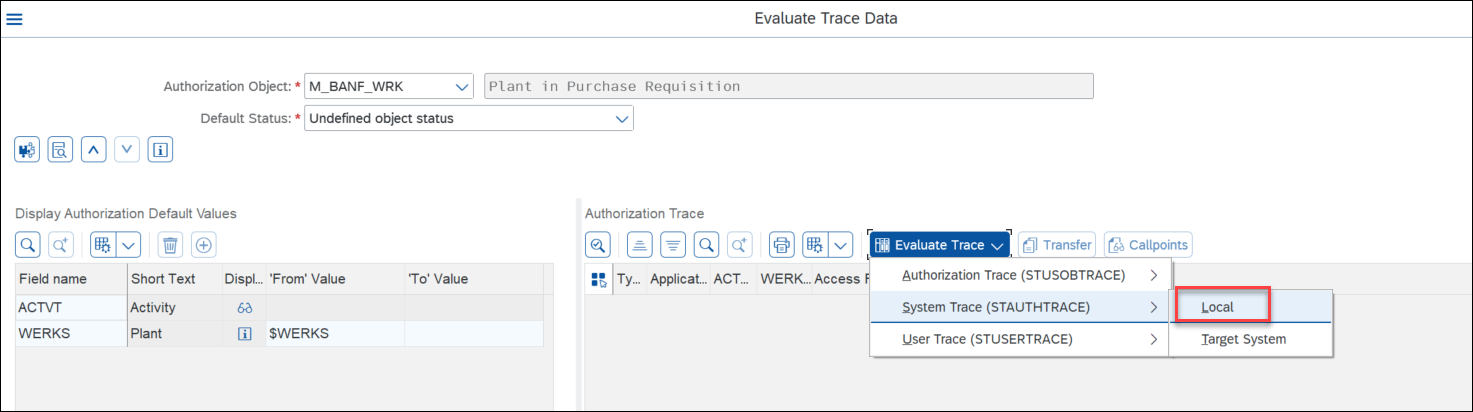 Evaluate Trace Data
Authorization Object: * M_BANF_WRK Plant in Purchase Requisition
Default Status: * Undefined object status
Display Authorization Default Values
Field name Short Text Displ... 'From' Value 'To' Value
ACTVT Activity
WERKS Plant $WERKS
Authorization Trace
Evaluate Trace Transfer Callpoints
Ty... Applicat... ACT... WERK... Access
Authorization Trace (STUSOBTRACE)
System Trace (STAUTHTRACE)
User Trace (STUSERTRACE)
Local
Target System